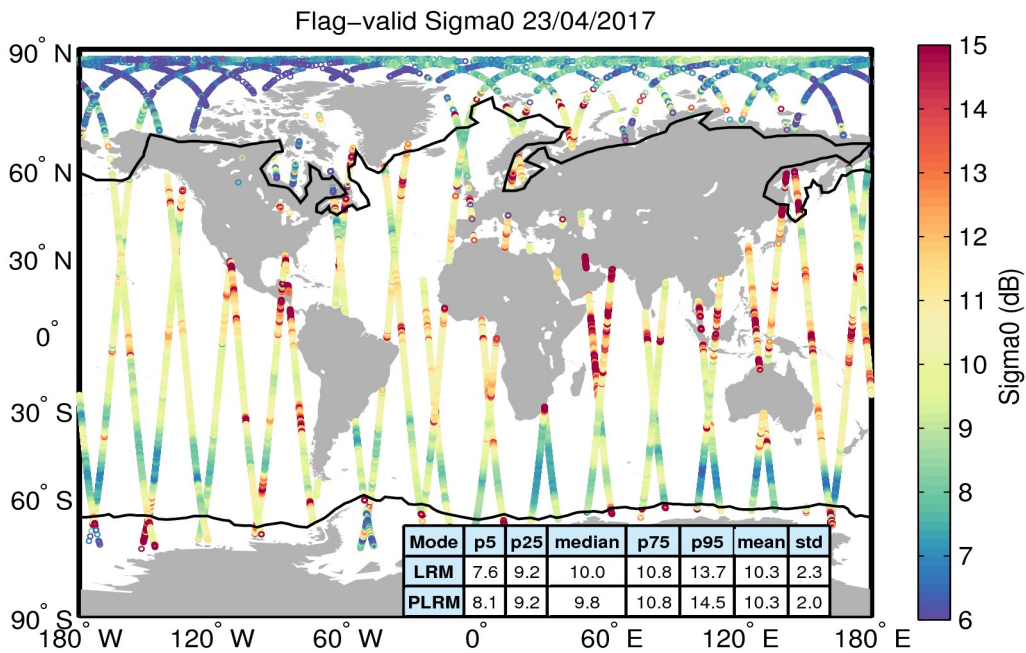 Flag−valid Sigma0 23/04/2017
90° N
60° N
30° N
0°
30° S
60° S
90° S
180° W
120° W
60° W
0°
60° E
120° E
180° E
Mode p5 p25 median p75 p95 mean std
LRM 7.6 9.2 10.0 10.8 13.7 10.3 2.3
PLRM 8.1 9.2 9.8 10.8 14.5 10.3 2.0
15
14
13
12
11
10
9
8
7
6
Sigma0 (dB)